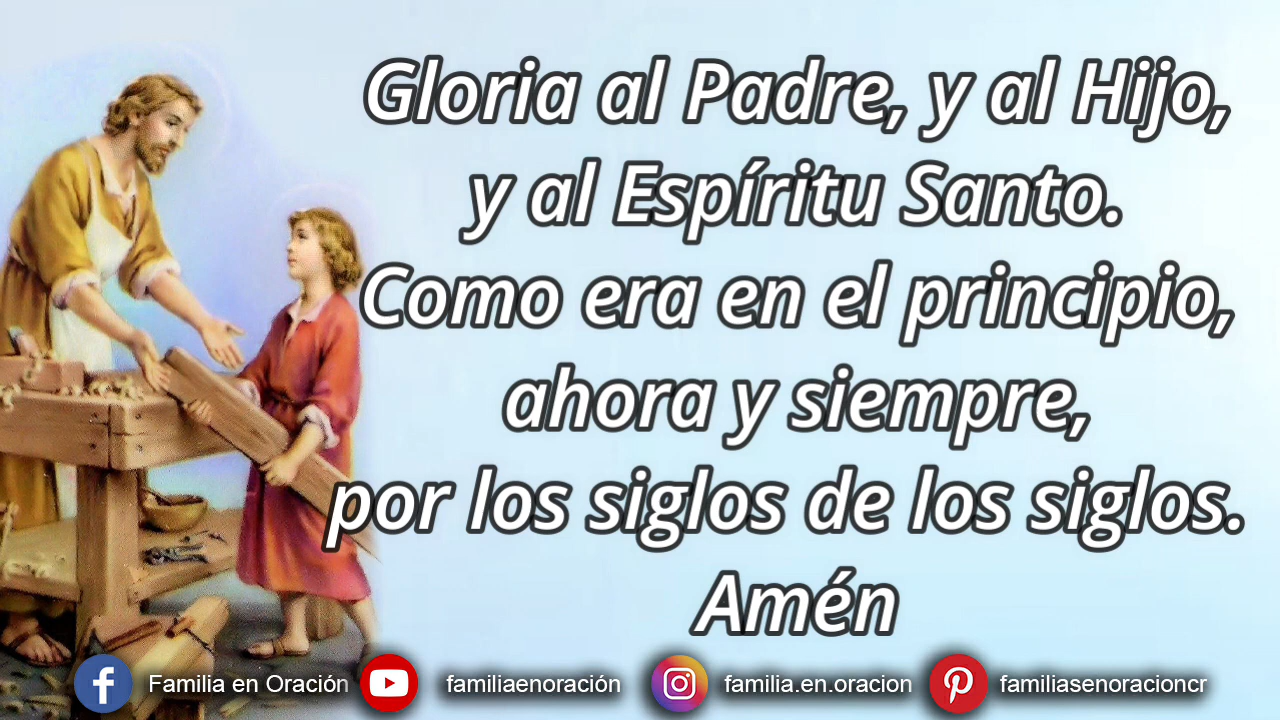 Gloria al Padre, y al Hijo,
y al Espíritu Santo.
Como era en el principio,
ahora y siempre,
por los siglos de los siglos.
Amén
Familia en Oración familiaenoración familia.en.oracion familiasenoracioncr